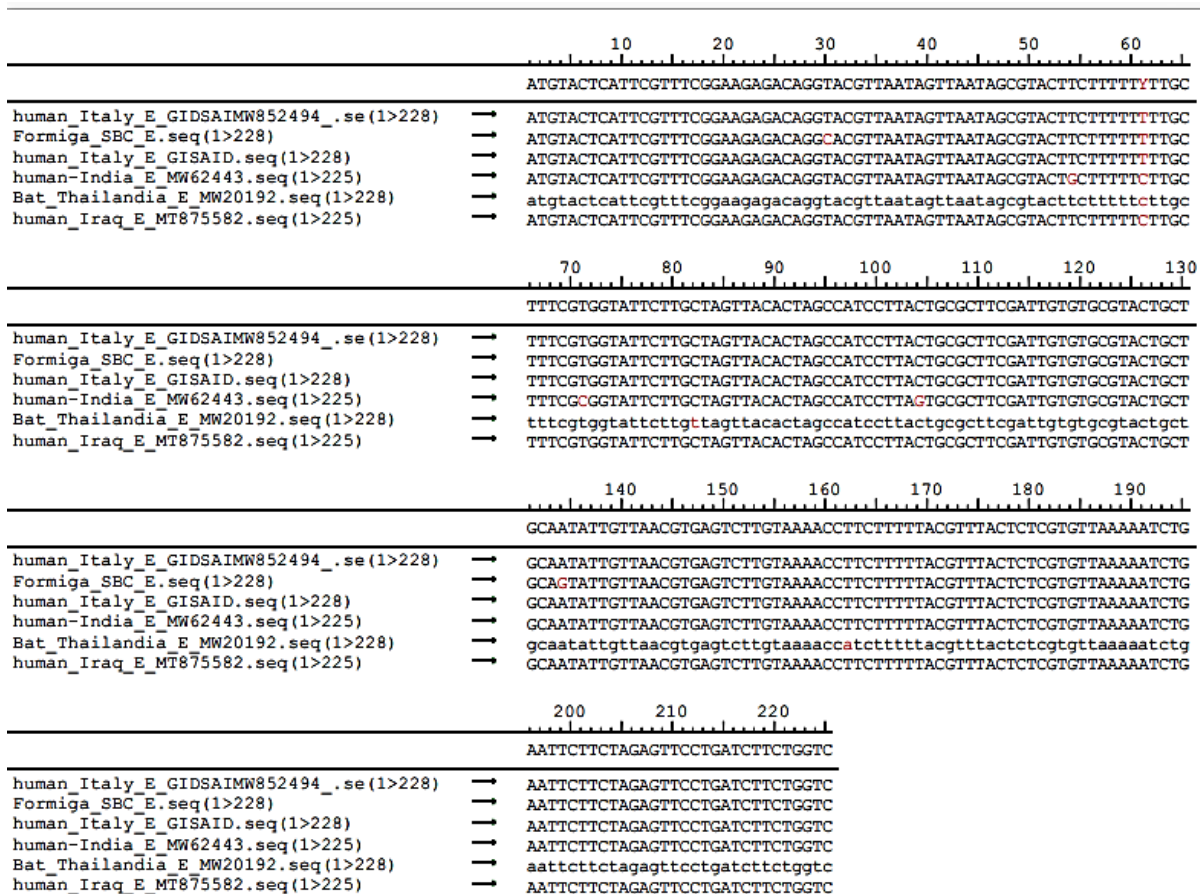 10 20 30 40 50 60
ATGTACTCATTCGTTTCGGAAGAGACAGGTACGTTAATAGTTAATAGCGTACTTCTTTTTYTTGC
human_Italy_E_GIDSAIMW852494_.se(1>228) → ATGTACTCATTCGTTTCGGAAGAGACAGGTACGTTAATAGTTAATAGCGTACTTCTTTTTTTTGC
Formiga_SBC_E.seq(1>228) → ATGTACTCATTCGTTTCGGAAGAGACAGGCACGTTAATAGTTAATAGCGTACTTCTTTTTTTTGC
human_Italy_E_GISAID.seq(1>228) → ATGTACTCATTCGTTTCGGAAGAGACAGGTACGTTAATAGTTAATAGCGTACTTCTTTTTTTTGC
human-India_E_MW62443.seq(1>225) → ATGTACTCATTCGTTTCGGAAGAGACAGGTACGTTAATAGTTAATAGCGTACTGCTTTTTCTTGC
Bat_Thailandia_E_MW20192.seq(1>228) → atgtactcattcgtttcggaagagacaggtacgttaatagttaatagcgtacttctttttcttgc
human_Iraq_E_MT875582.seq(1>225) → ATGTACTCATTCGTTTCGGAAGAGACAGGTACGTTAATAGTTAATAGCGTACTTCTTTTTCTTGC
70 80 90 100 110 120 130
TTTCGTGGTATTCTTGCTAGTTACACTAGCCATCCTTACTGCGCTTCGATTGTGTGCGTACTGCT
human_Italy_E_GIDSAIMW852494_.se(1>228) → TTTCGTGGTATTCTTGCTAGTTACACTAGCCATCCTTACTGCGCTTCGATTGTGTGCGTACTGCT
Formiga_SBC_E.seq(1>228) → TTTCGTGGTATTCTTGCTAGTTACACTAGCCATCCTTACTGCGCTTCGATTGTGTGCGTACTGCT
human_Italy_E_GISAID.seq(1>228) → TTTCGTGGTATTCTTGCTAGTTACACTAGCCATCCTTACTGCGCTTCGATTGTGTGCGTACTGCT
human-India_E_MW62443.seq(1>225) → TTTCGCGGTATTCTTGCTAGTTACACTAGCCATCCTTAGTGCGCTTCGATTGTGTGCGTACTGCT
Bat_Thailandia_E_MW20192.seq(1>228) → tttcgtggtattcttgttagttacactagccatccttactgcgcttcgattgtgtgcgtactgct
human_Iraq_E_MT875582.seq(1>225) → TTTCGTGGTATTCTTGCTAGTTACACTAGCCATCCTTACTGCGCTTCGATTGTGTGCGTACTGCT
140 150 160 170 180 190
GCAATATTGTTAACGTGAGTCTTGTAAAACCTTCTTTTTACGTTTACTCTCGTGTTAAAAATCTG
human_Italy_E_GIDSAIMW852494_.se(1>228) → GCAATATTGTTAACGTGAGTCTTGTAAAACCTTCTTTTTACGTTTACTCTCGTGTTAAAAATCTG
Formiga_SBC_E.seq(1>228) → GCAGTATTGTTAACGTGAGTCTTGTAAAACCTTCTTTTTACGTTTACTCTCGTGTTAAAAATCTG
human_Italy_E_GISAID.seq(1>228) → GCAATATTGTTAACGTGAGTCTTGTAAAACCTTCTTTTTACGTTTACTCTCGTGTTAAAAATCTG
human-India_E_MW62443.seq(1>225) → GCAATATTGTTAACGTGAGTCTTGTAAAACCTTCTTTTTACGTTTACTCTCGTGTTAAAAATCTG
Bat_Thailandia_E_MW20192.seq(1>228) → gcaatattgttaacgtgagtcttgtaaaaccatctttttacgtttactctcgtgttaaaaatctg
human_Iraq_E_MT875582.seq(1>225) → GCAATATTGTTAACGTGAGTCTTGTAAAACCTTCTTTTTACGTTTACTCTCGTGTTAAAAATCTG
200 210 220
AATTCTTCTAGAGTTCCTGATCTTCTGGTC
human_Italy_E_GIDSAIMW852494_.se(1>228) → AATTCTTCTAGAGTTCCTGATCTTCTGGTC
Formiga_SBC_E.seq(1>228) → AATTCTTCTAGAGTTCCTGATCTTCTGGTC
human_Italy_E_GISAID.seq(1>228) → AATTCTTCTAGAGTTCCTGATCTTCTGGTC
human-India_E_MW62443.seq(1>225) → AATTCTTCTAGAGTTCCTGATCTTCTGGTC
Bat_Thailandia_E_MW20192.seq(1>228) → aattcttctagagttcctgatcttctggtc
human_Iraq_E_MT875582.seq(1>225) → AATTCTTCTAGAGTTCCTGATCTTCTGGTC